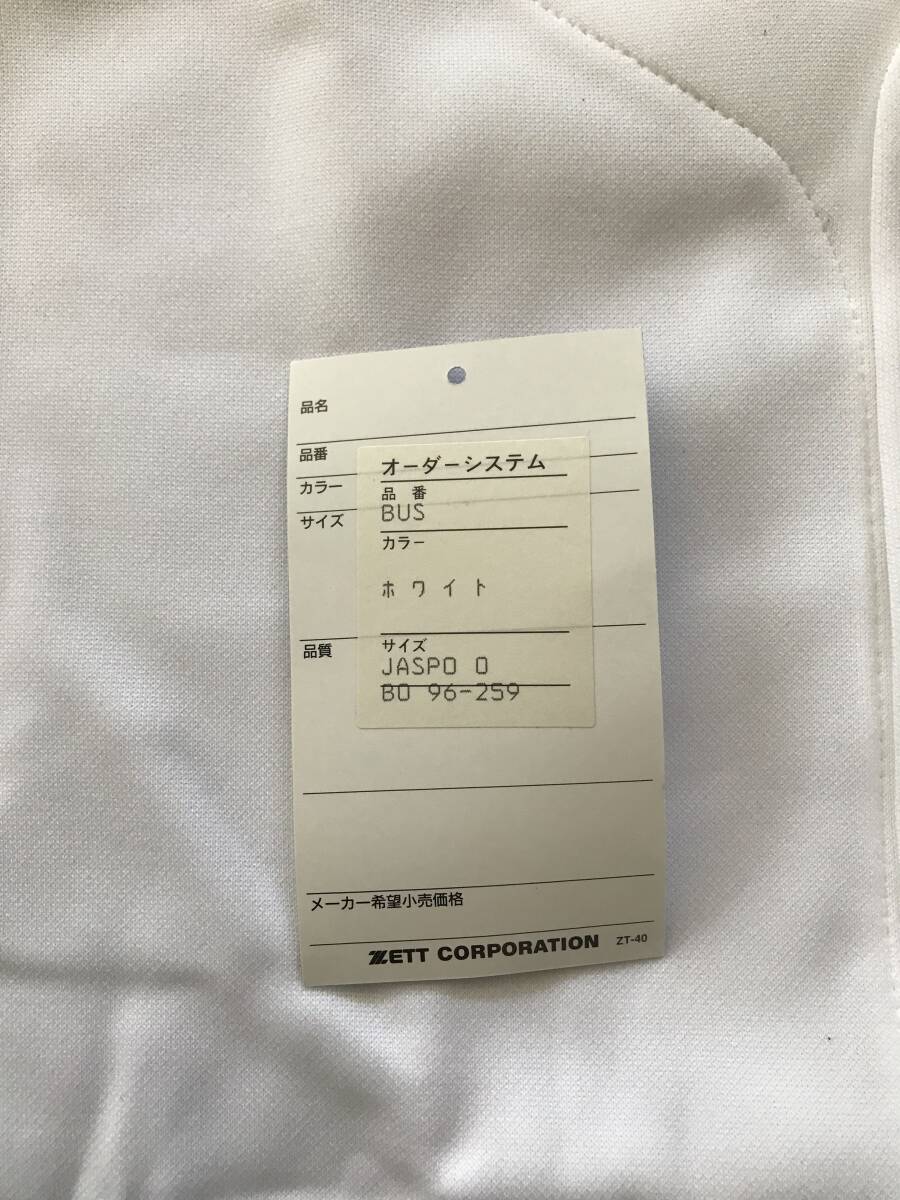 品名
品番
カラー
サイズ
オーダーシステム
品 番
BUS
カラー
ホワイト
サイズ
JASPO O
BO 96-259
品質
メーカー希望小売価格
ZETT CORPORATION ZT-40